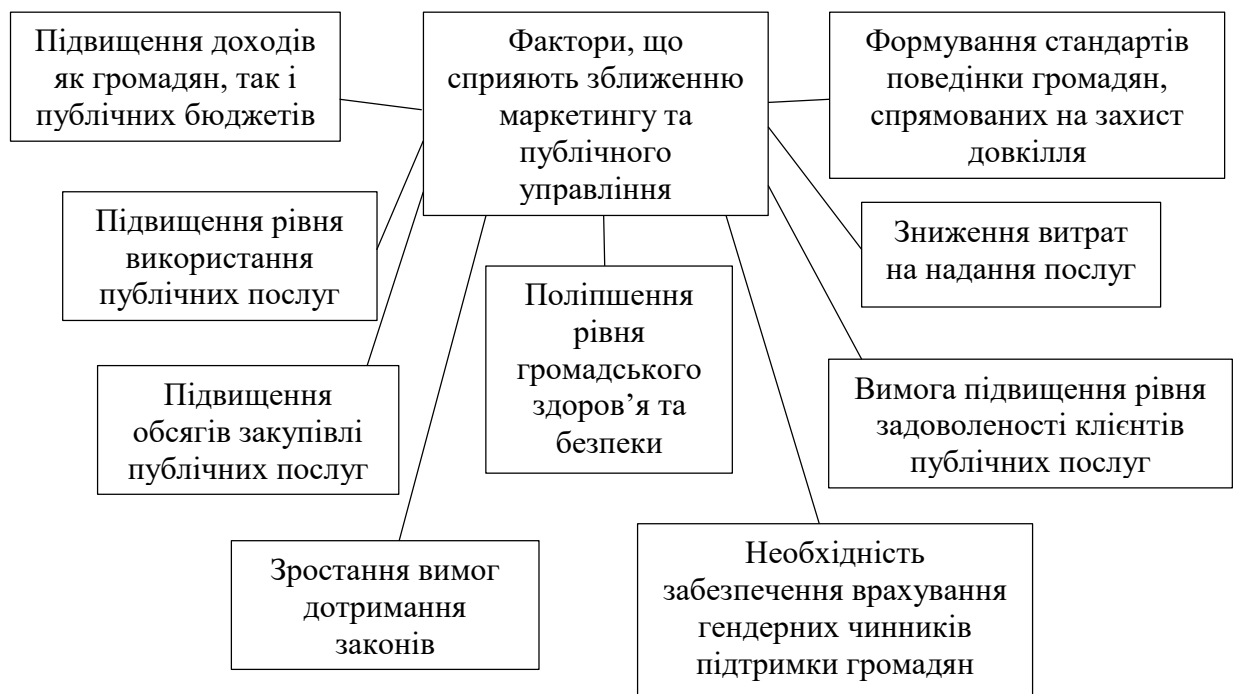 Підвищення доходів
як громадян, так і
публічних бюджетів
Фактори, що
сприяють зближенню
маркетингу та
публічного
управління
Формування стандартів
поведінки громадян,
спрямованих на захист
довкілля
Підвищення рівня
використання
публічних послуг
Зниження витрат
на надання послуг
Поліпшення
рівня
громадського
здоров’я та
безпеки
Підвищення
обсягів закупівлі
публічних послуг
Вимога підвищення рівня
задоволеності клієнтів
публічних послуг
Зростання вимог
дотримання
законів
Необхідність
забезпечення врахування
гендерних чинників
підтримки громадян